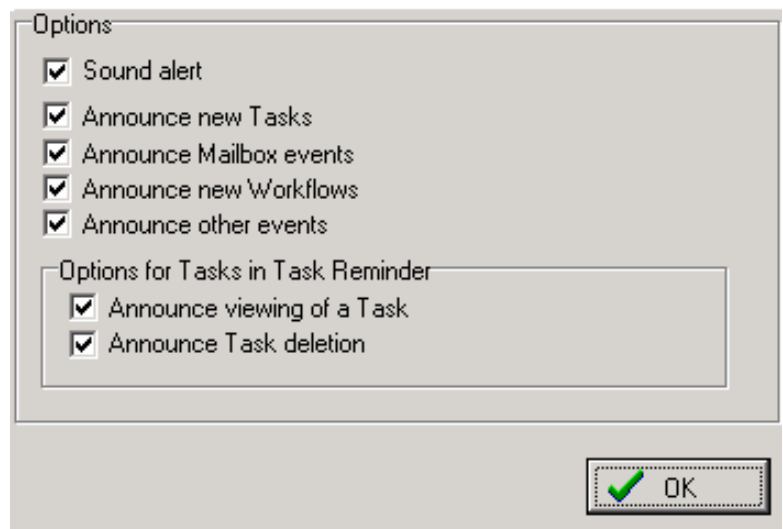 Options
Sound alert
Announce new Tasks
Announce Mailbox events
Announce new Workflows
Announce other events
Options for Tasks in Task Reminder
Announce viewing of a Task
Announce Task deletion
OK